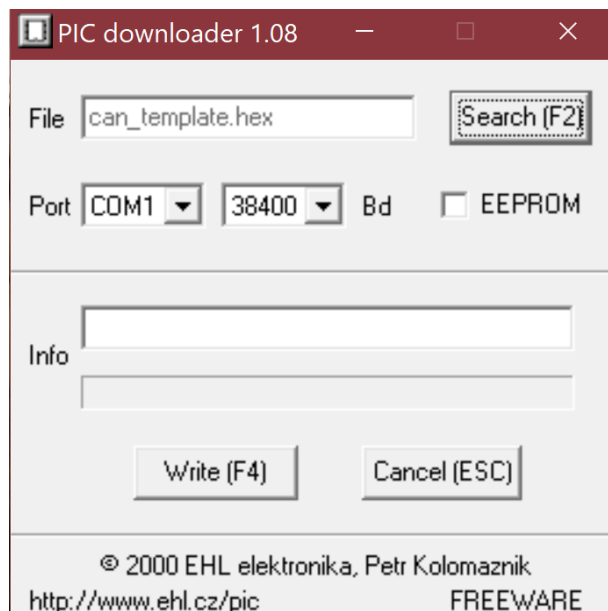 PIC downloader 1.08
File can_template.hex Search (F2)
Port COM1 38400 Bd EEPROM
Info
Write (F4) Cancel (ESC)
© 2000 EHL elektronika, Petr Kolomaznik
http://www.ehl.cz/pic FREEWARE